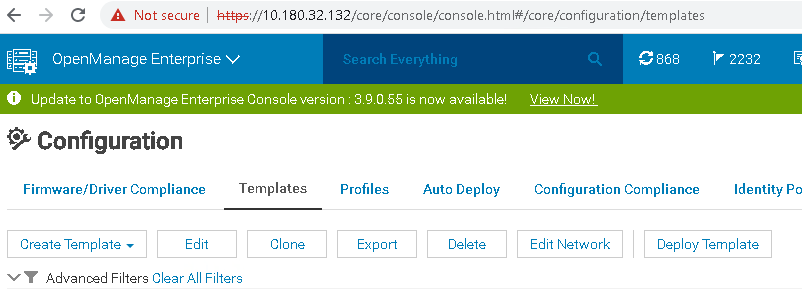 Not secure https://10.180.32.132/core/console/console.html#/core/configuration/templates
OpenManage Enterprise Search Everything 868 2232
Update to OpenManage Enterprise Console version : 3.9.0.55 is now available! View Now!
Configuration
Firmware/Driver Compliance Templates Profiles Auto Deploy Configuration Compliance Identity Po
Create Template Edit Clone Export Delete Edit Network Deploy Template
Advanced Filters Clear All Filters